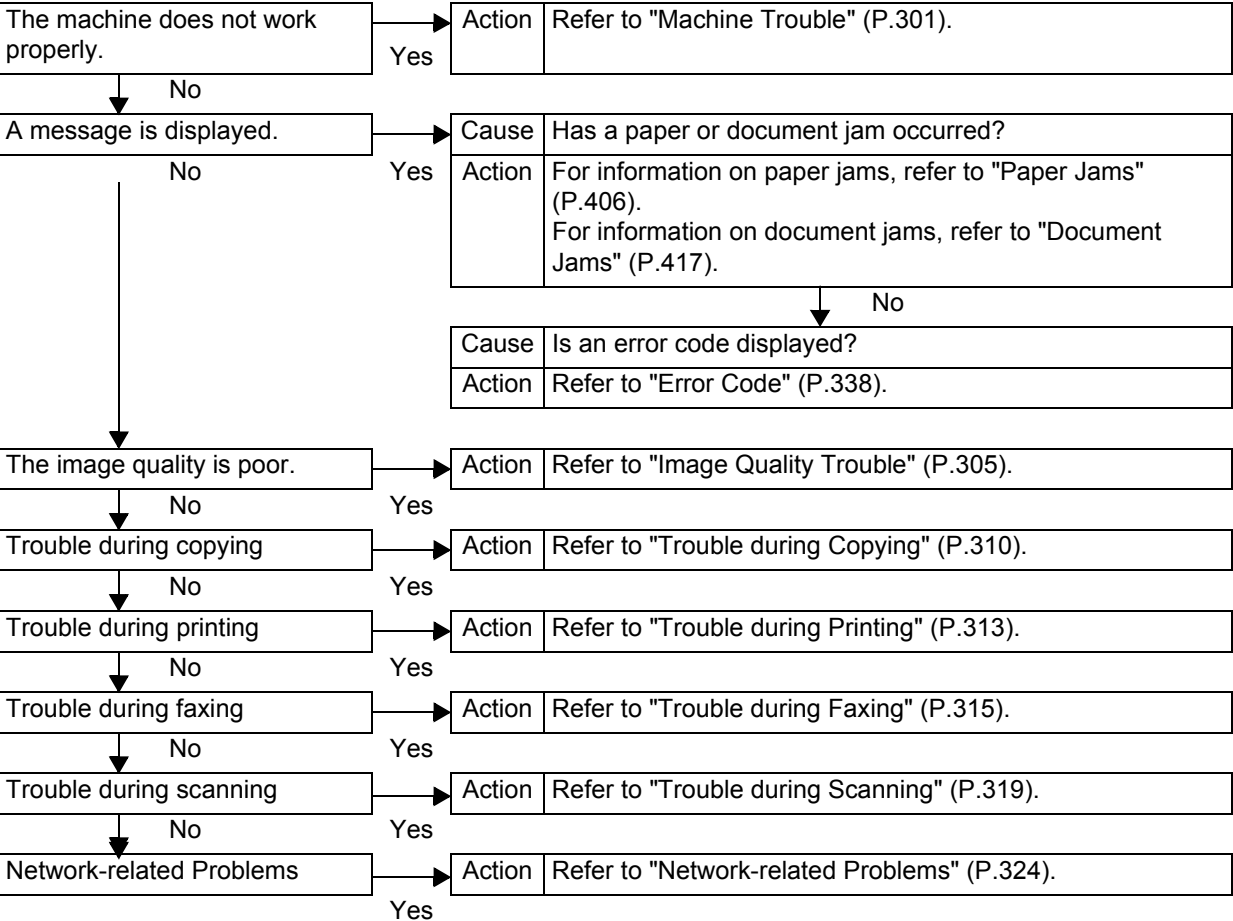 The machine does not work
properly.
Action
Refer to "Machine Trouble" (P.301).
Yes
No
A message is displayed.
Cause
Has a paper or document jam occurred?
No
Yes
Action
For information on paper jams, refer to "Paper Jams"
(P.406).
For information on document jams, refer to "Document
Jams" (P.417).
No
Cause
Is an error code displayed?
Action
Refer to "Error Code" (P.338).
The image quality is poor.
Action
Refer to "Image Quality Trouble" (P.305).
No
Yes
Trouble during copying
Action
Refer to "Trouble during Copying" (P.310).
No
Yes
Trouble during printing
Action
Refer to "Trouble during Printing" (P.313).
No
Yes
Trouble during faxing
Action
Refer to "Trouble during Faxing" (P.315).
No
Yes
Trouble during scanning
Action
Refer to "Trouble during Scanning" (P.319).
No
Yes
Network-related Problems
Action
Refer to "Network-related Problems" (P.324).
Yes